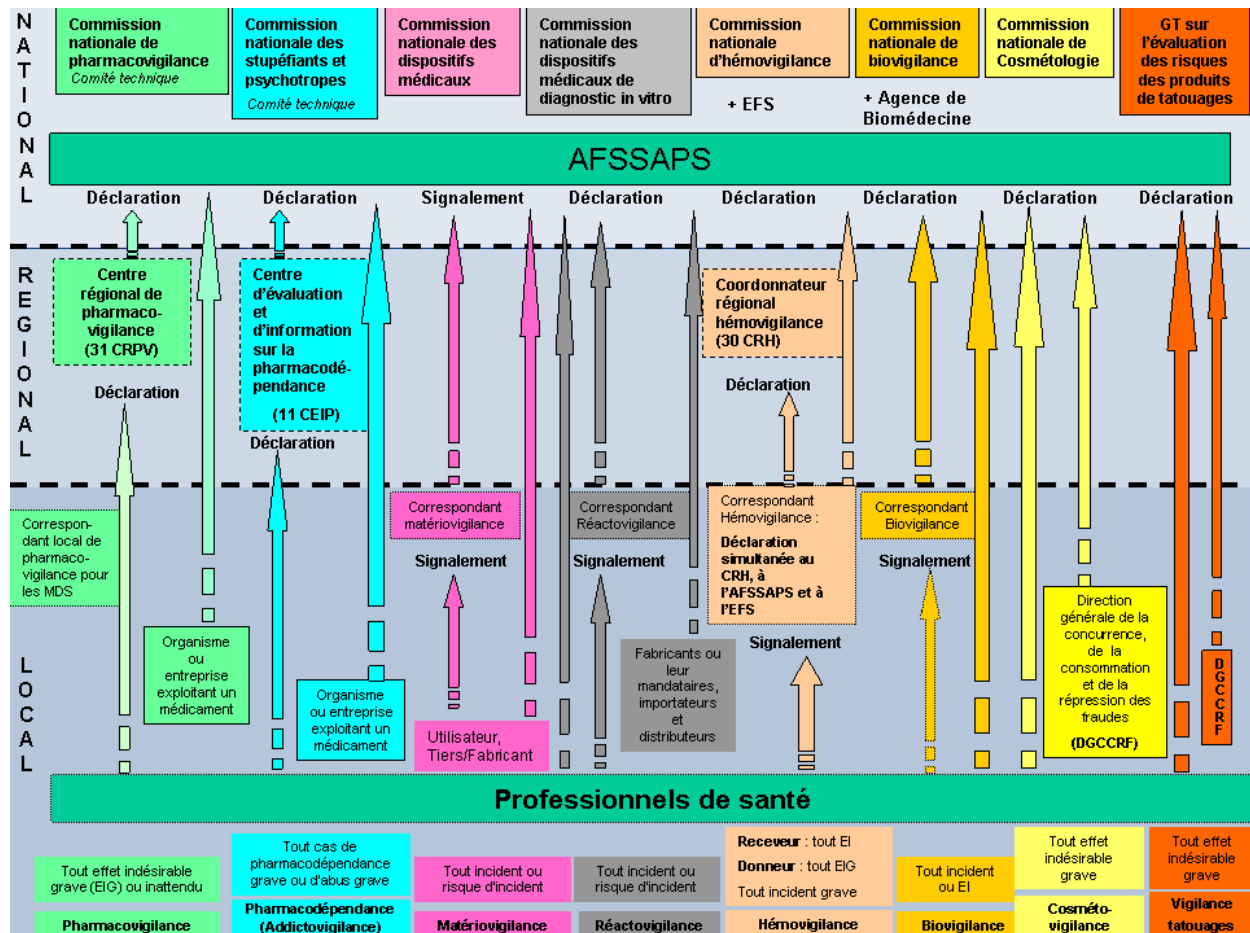 NATIONAL
Commission
nationale de
pharmacovigilance
Comité technique
Commission
nationale des
stupéfiants et
psychotropes
Comité technique
Commission
nationale des
dispositifs
médicaux
Commission
nationale des
dispositifs
médicaux de
diagnostic in vitro
Commission
nationale
d'hémovigilance
+ EFS
Commission
nationale de
biovigilance
+ Agence de
Biomédecine
Commission
nationale de
Cosmétologie
GT sur
l'évaluation
des risques
des produits
de tatouages
AFSSAPS
Déclaration
Déclaration
Signalement
Déclaration
Déclaration
Déclaration
Déclaration
Déclaration
REGIONAL
Centre
régional de
pharmaco-
vigilance
(31 CRPV)
Déclaration
Centre
d'évaluation
et
d'information
sur la
pharmacodé-
pendance
(11 CEIP)
Déclaration
Coordonnateur
régional
hémovigilance
(30 CRH)
Déclaration
LOCAL
Correspon-
dant local de
pharmaco-
vigilance pour
les MDS
Organisme
ou
entreprise
exploitant un
médicament
Organisme
ou entreprise
exploitant un
médicament
Correspondant
matériovigilance
Signalement
Utilisateur,
Tiers/Fabricant
Correspondant
Réactovigilance
Signalement
Fabricants ou
leur
mandataires,
importateurs
et
distributeurs
Correspondant
Hémovigilance :
Déclaration
simultanée au
CRH, à
l'AFSSAPS et à
l'EFS
Signalement
Correspondant
Biovigilance
Signalement
Direction
générale de la
concurrence,
de la
consommation
et de la
répression des
fraudes
(DGCCRF)
DGCCRF
Professionnels de santé
Tout effet indésirable
grave (EIG) ou inattendu
Pharmacovigilance
Tout cas de
pharmacodépendance
grave ou d'abus grave
Pharmacodépendance
(Addictovigilance)
Tout incident ou
risque d'incident
Matériovigilance
Tout incident ou
risque d'incident
Réactovigilance
Receveur : tout EI
Donneur : tout EIG
Tout incident grave
Hémovigilance
Tout incident
ou EI
Biovigilance
Tout effet
indésirable
grave
Cosméto-
vigilance
Tout effet
indésirable
grave
Vigilance
tatouages